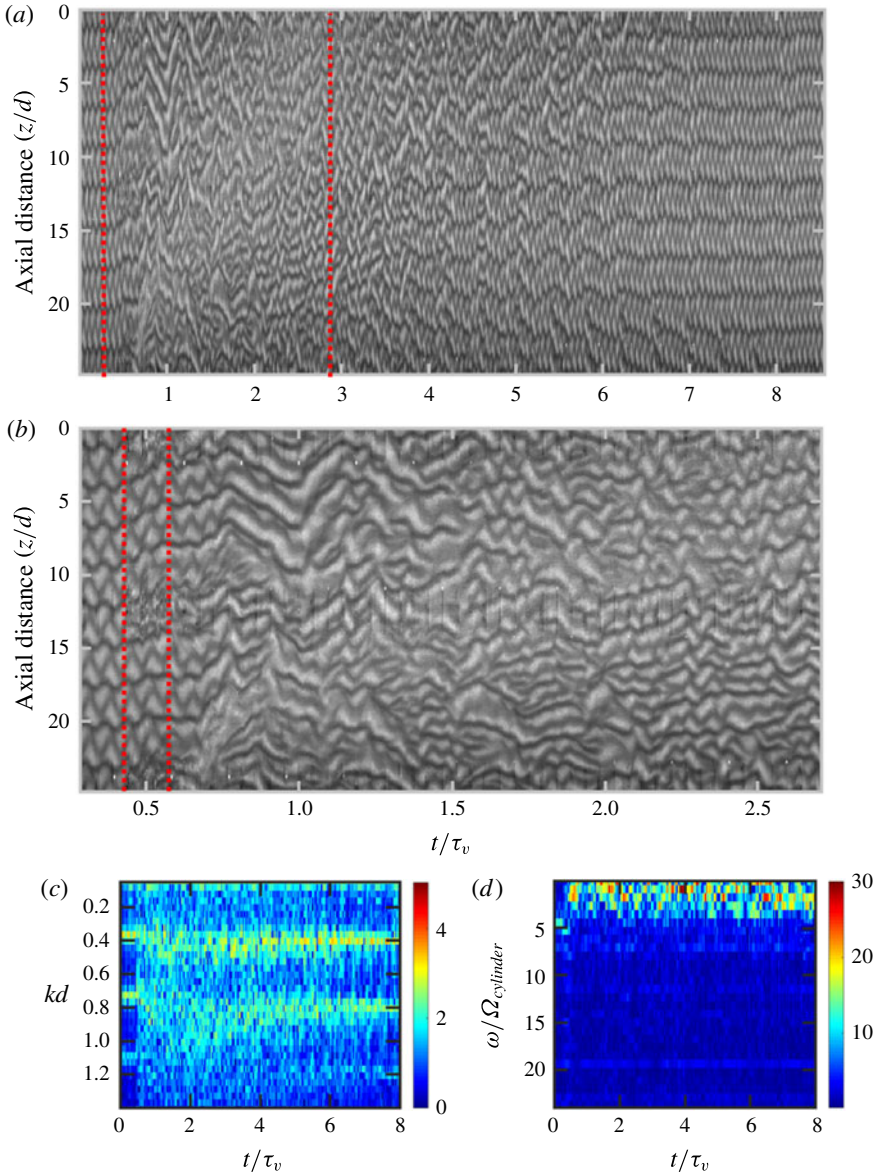 (a)
0
5
10
15
20
Axial distance (z/d)
1 2 3 4 5 6 7 8
(b)
0
5
10
15
20
Axial distance (z/d)
0.5 1.0 1.5 2.0 2.5
t/τᵥ
(c)
0.2
0.4
0.6
0.8
1.0
1.2
kd
0 2 4 6 8
t/τᵥ
4
2
0
(d)
5
10
15
20
ω/Ω_cylinder
0 2 4 6 8
t/τᵥ
30
20
10